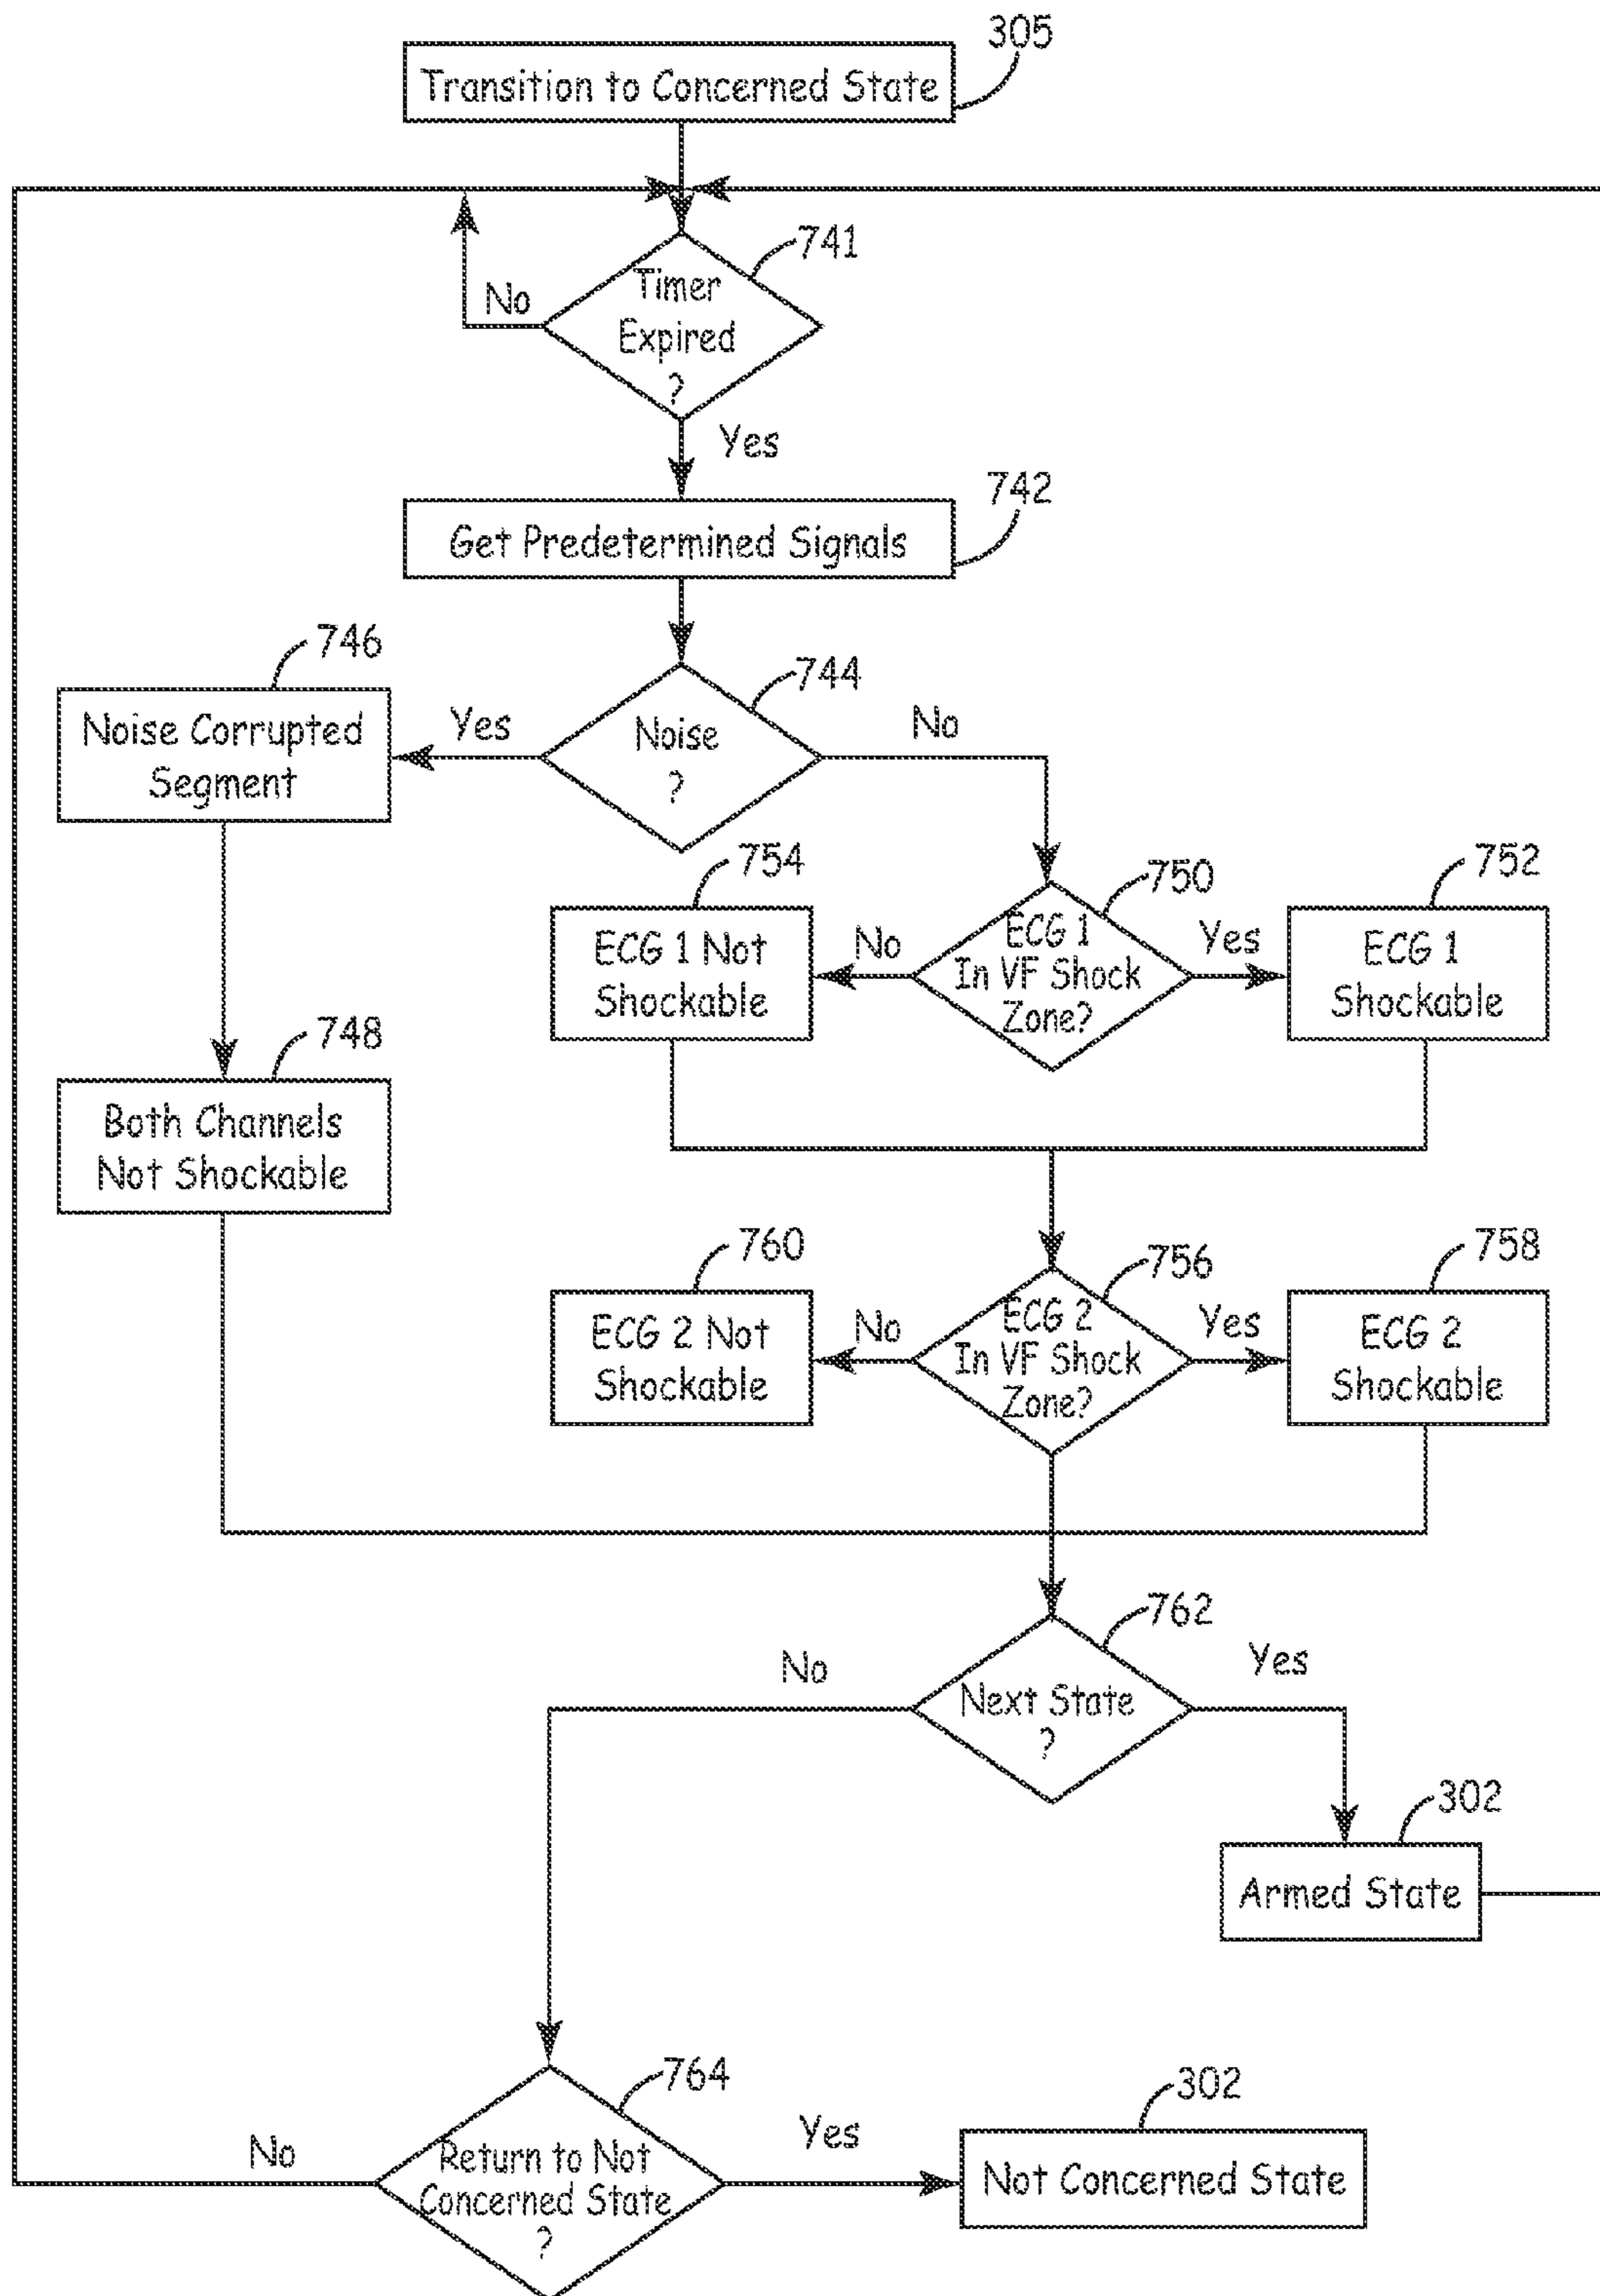 305
Transition to Concerned State
741
Timer
Expired
?
No
Yes
742
Get Predetermined Signals
746
744
Noise Corrupted
Segment
Yes
Noise
?
No
754
750
752
ECG 1 Not
Shockable
No
ECG 1
In VF Shock
Zone?
Yes
ECG 1
Shockable
748
Both Channels
Not Shockable
760
756
758
ECG 2 Not
Shockable
No
ECG 2
In VF Shock
Zone?
Yes
ECG 2
Shockable
762
No
Next State
?
Yes
302
Armed State
764
302
No
Return to Not
Concerned State
?
Yes
Not Concerned State